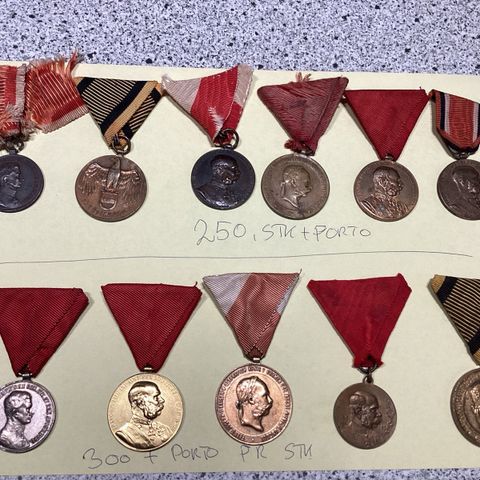 250, STK + PORTO
300 + PORTO PR STK